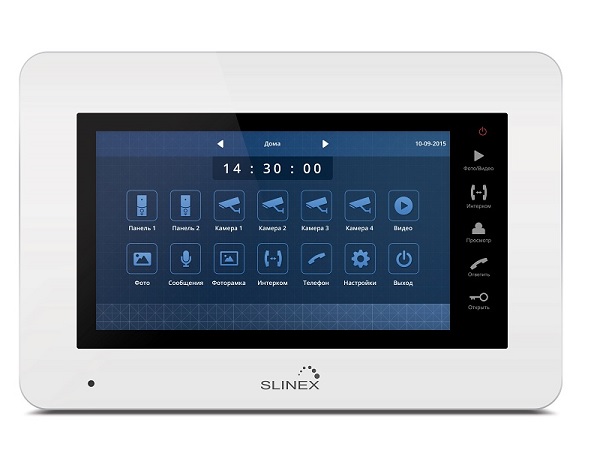 Дома
10-09-2015
14 : 30 : 00
Панель 1 Панель 2 Камера 1 Камера 2 Камера 3 Камера 4 Видео
Фото Сообщения Фоторамка Интерком Телефон Настройки Выход
Фото/Видео
Интерком
Просмотр
Ответить
Открыть
SLINEX